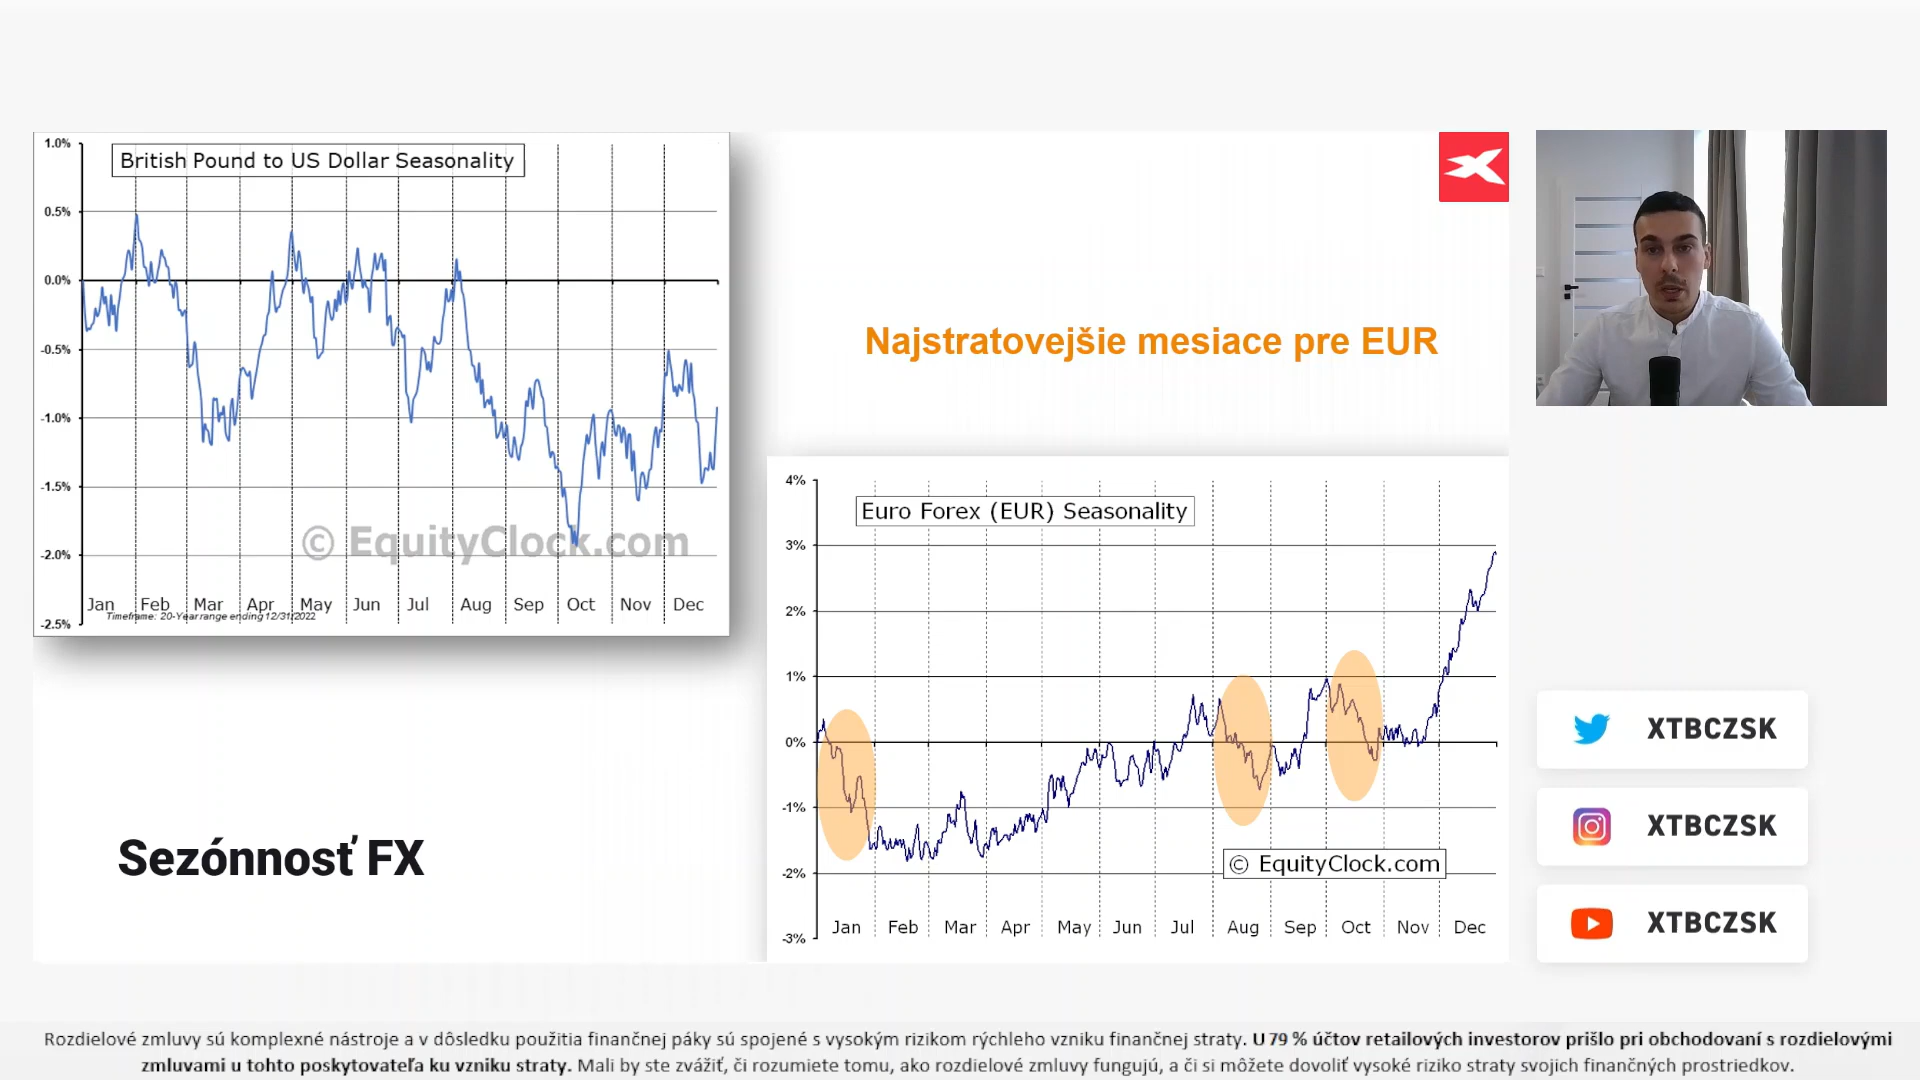 British Pound to US Dollar Seasonality
1.0%
0.5%
0.0%
-0.5%
-1.0%
-1.5%
-2.0%
-2.5%
© EquityClock.com
Jan Feb Mar Apr May Jun Jul Aug Sep Oct Nov Dec
Timeframe: 20-Year range ending 12/31/2022
Najstratovejšie mesiace pre EUR
Euro Forex (EUR) Seasonality
4%
3%
2%
1%
0%
-1%
-2%
-3%
© EquityClock.com
Jan Feb Mar Apr May Jun Jul Aug Sep Oct Nov Dec
Sezónnosť FX
XTBCZSK
XTBCZSK
XTBCZSK
Rozdielové zmluvy sú komplexné nástroje a v dôsledku použitia finančnej páky sú spojené s vysokým rizikom rýchleho vzniku finančnej straty. U 79 % účtov retailových investorov prišlo pri obchodovaní s rozdielovými
zmluvami u tohto poskytovateľa ku vzniku straty. Mali by ste zvážiť, či rozumiete tomu, ako rozdielové zmluvy fungujú, a či si môžete dovoliť vysoké riziko straty svojich finančných prostriedkov.